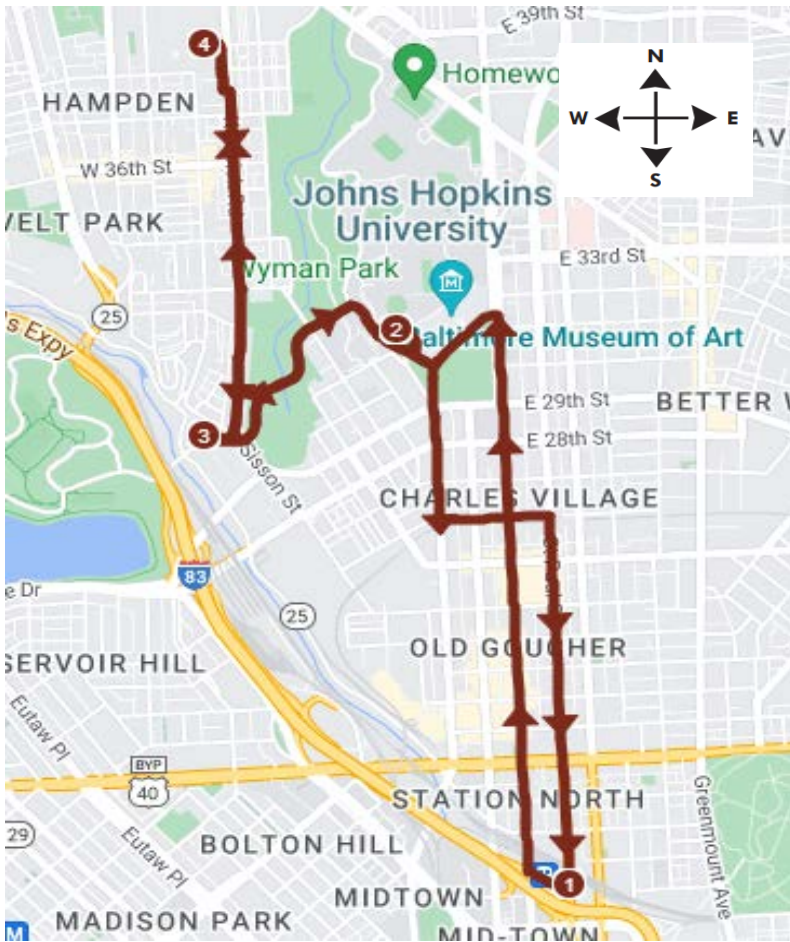 E 39th St
4
Homewo
N
HAMPDEN
W
E
AV
S
W 36th St
Johns Hopkins
University
VELT PARK
E 33rd St
Wyman Park
M
25
's Expy
2
altimore Museum of Art
E 29th St
BETTER W
3
E 28th St
Sisson St
CHARLES VILLAGE
83
e Dr
25
OLD GOUCHER
SERVOIR HILL
Eutaw Pl
BYP
40
STATION NORTH
Greenmount Ave
29
Eutaw Pl
BOLTON HILL
1
MIDTOWN
MADISON PARK
M
MID-TOWN